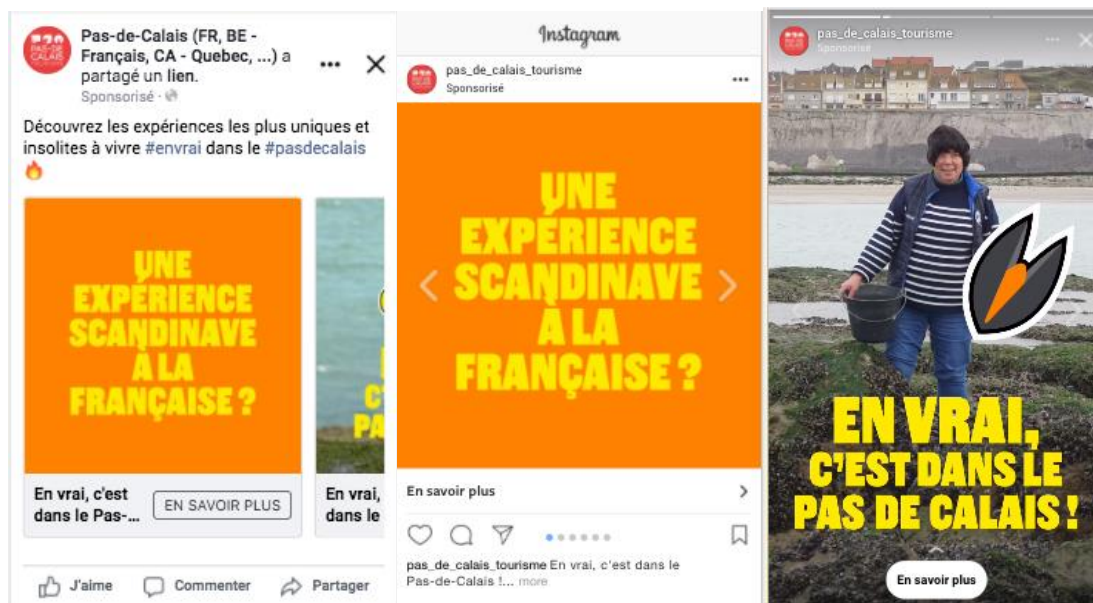 Pas-de-Calais (FR, BE -
Français, CA - Quebec, ...) a
partagé un lien.
Sponsorisé ·
Découvrez les expériences les plus uniques et
insolites à vivre #envrai dans le #pasdecalais
🔥
UNE
EXPÉRIENCE
SCANDINAVE
À LA
FRANÇAISE ?
En vrai, c'est
dans le Pas-...
EN SAVOIR PLUS
En vrai,
dans le
J'aime
Commenter
Partager
Instagram
pas_de_calais_tourisme
Sponsorisé
UNE
EXPÉRIENCE
SCANDINAVE
À LA
FRANÇAISE ?
En savoir plus
pas_de_calais_tourisme En vrai, c'est dans le
Pas-de-Calais !... more
pas_de_calais_tourisme
Sponsorisé
EN VRAI,
C'EST DANS LE
PAS DE CALAIS !
En savoir plus